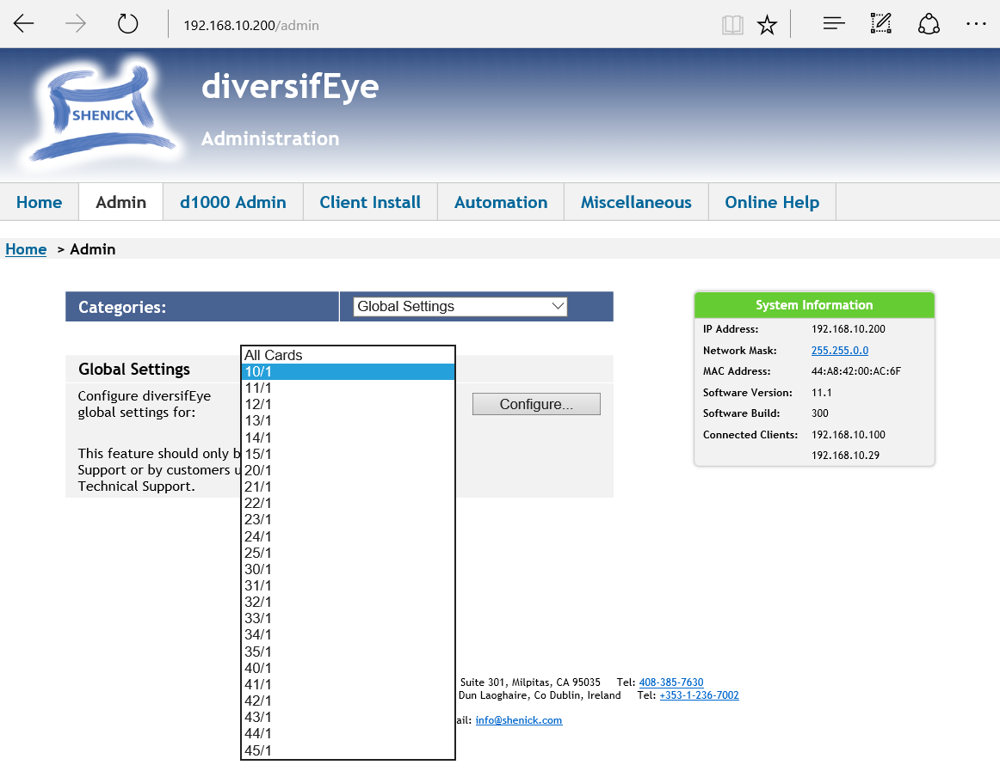 192.168.10.200/admin
SHENICK
diversifEye
Administration
Home
Admin
d1000 Admin
Client Install
Automation
Miscellaneous
Online Help
Home > Admin
Categories:
Global Settings
System Information
IP Address: 192.168.10.200
Network Mask: 255.255.0.0
MAC Address: 44:A8:42:00:AC:6F
Software Version: 11.1
Software Build: 300
Connected Clients: 192.168.10.100
192.168.10.29
Global Settings
Configure diversifEye
global settings for:
Configure...
This feature should only b
Support or by customers u
Technical Support.
All Cards
10/1
11/1
12/1
13/1
14/1
15/1
20/1
21/1
22/1
23/1
24/1
25/1
30/1
31/1
32/1
33/1
34/1
35/1
40/1
41/1
42/1
43/1
44/1
45/1
Suite 301, Milpitas, CA 95035 Tel: 408-385-7630
Dun Laoghaire, Co Dublin, Ireland Tel: +353-1-236-7002
ail: info@shenick.com